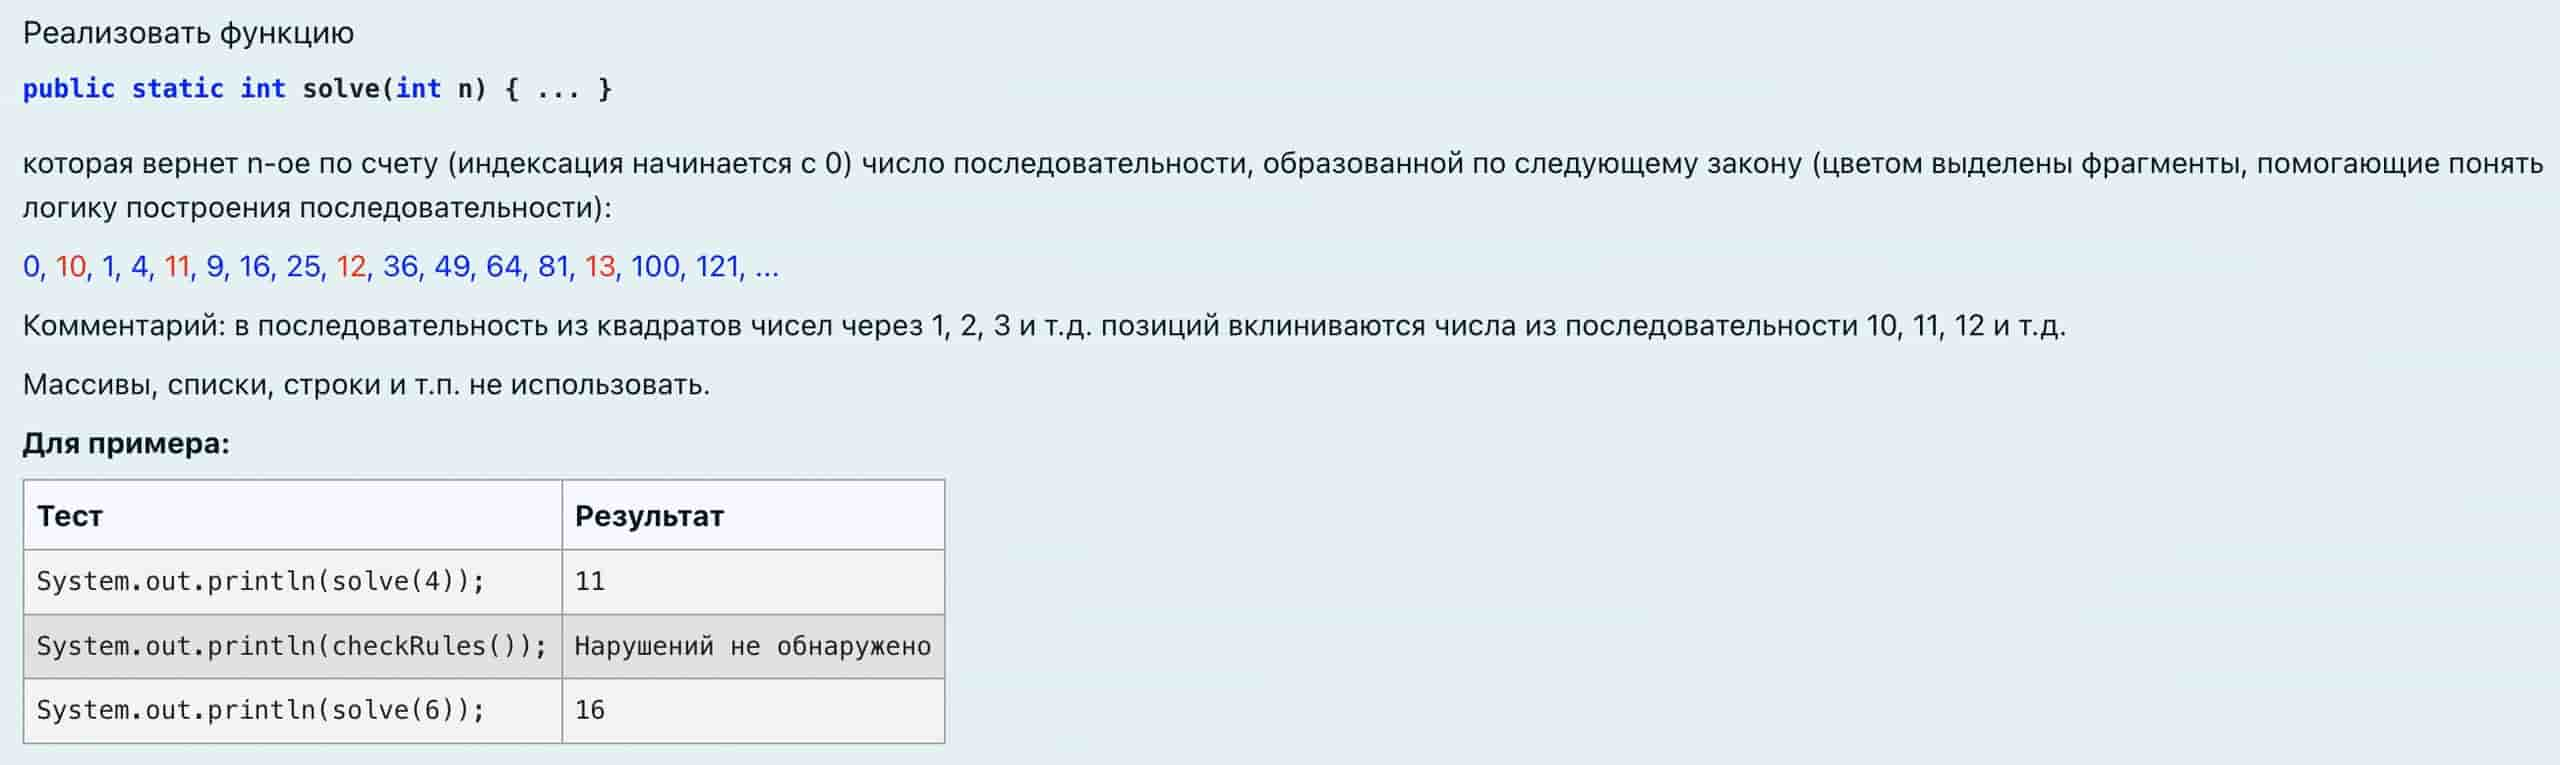 Реализовать функцию
public static int solve(int n) { ... }
которая вернет n-ое по счету (индексация начинается с 0) число последовательности, образованной по следующему закону (цветом выделены фрагменты, помогающие понять
логику построения последовательности):
0, 10, 1, 4, 11, 9, 16, 25, 12, 36, 49, 64, 81, 13, 100, 121, ...
Комментарий: в последовательность из квадратов чисел через 1, 2, 3 и т.д. позиций вклиниваются числа из последовательности 10, 11, 12 и т.д.
Массивы, списки, строки и т.п. не использовать.
Для примера:
Тест Результат
System.out.println(solve(4)); 11
System.out.println(checkRules()); Нарушений не обнаружено
System.out.println(solve(6)); 16